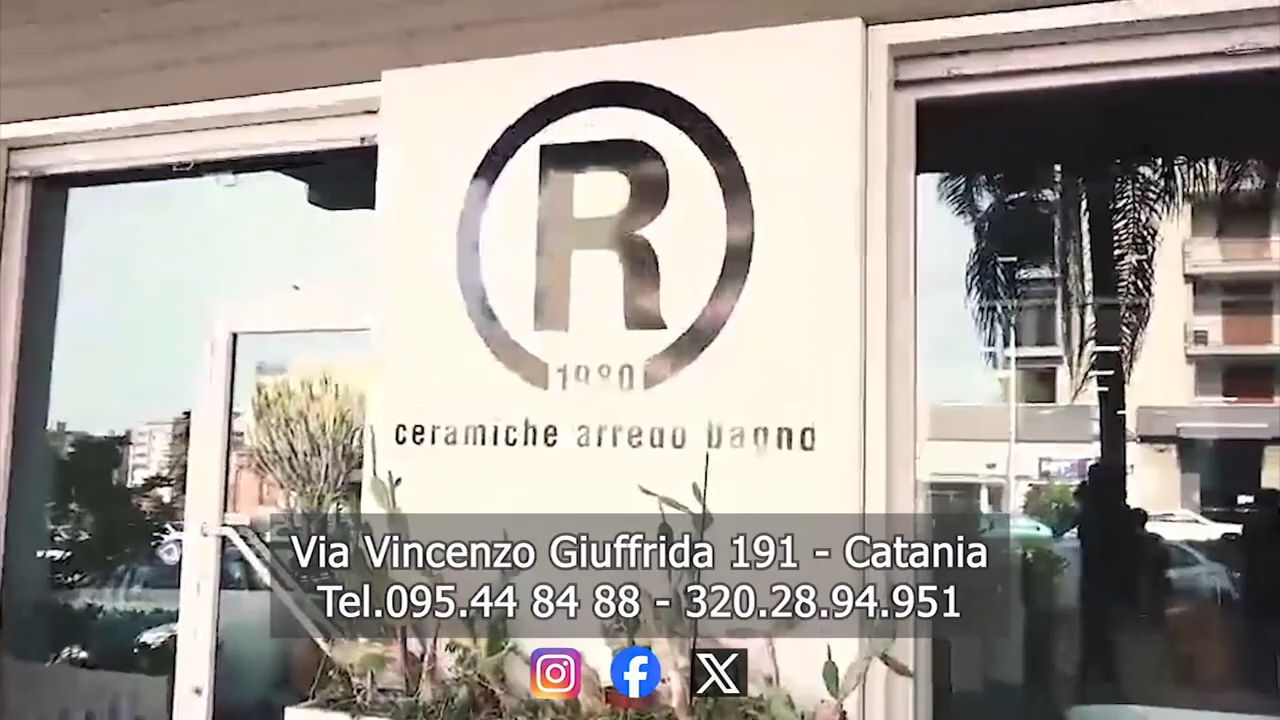 R
1980
ceramiche arredo bagno
Via Vincenzo Giuffrida 191 - Catania
Tel.095.44 84 88 - 320.28.94.951